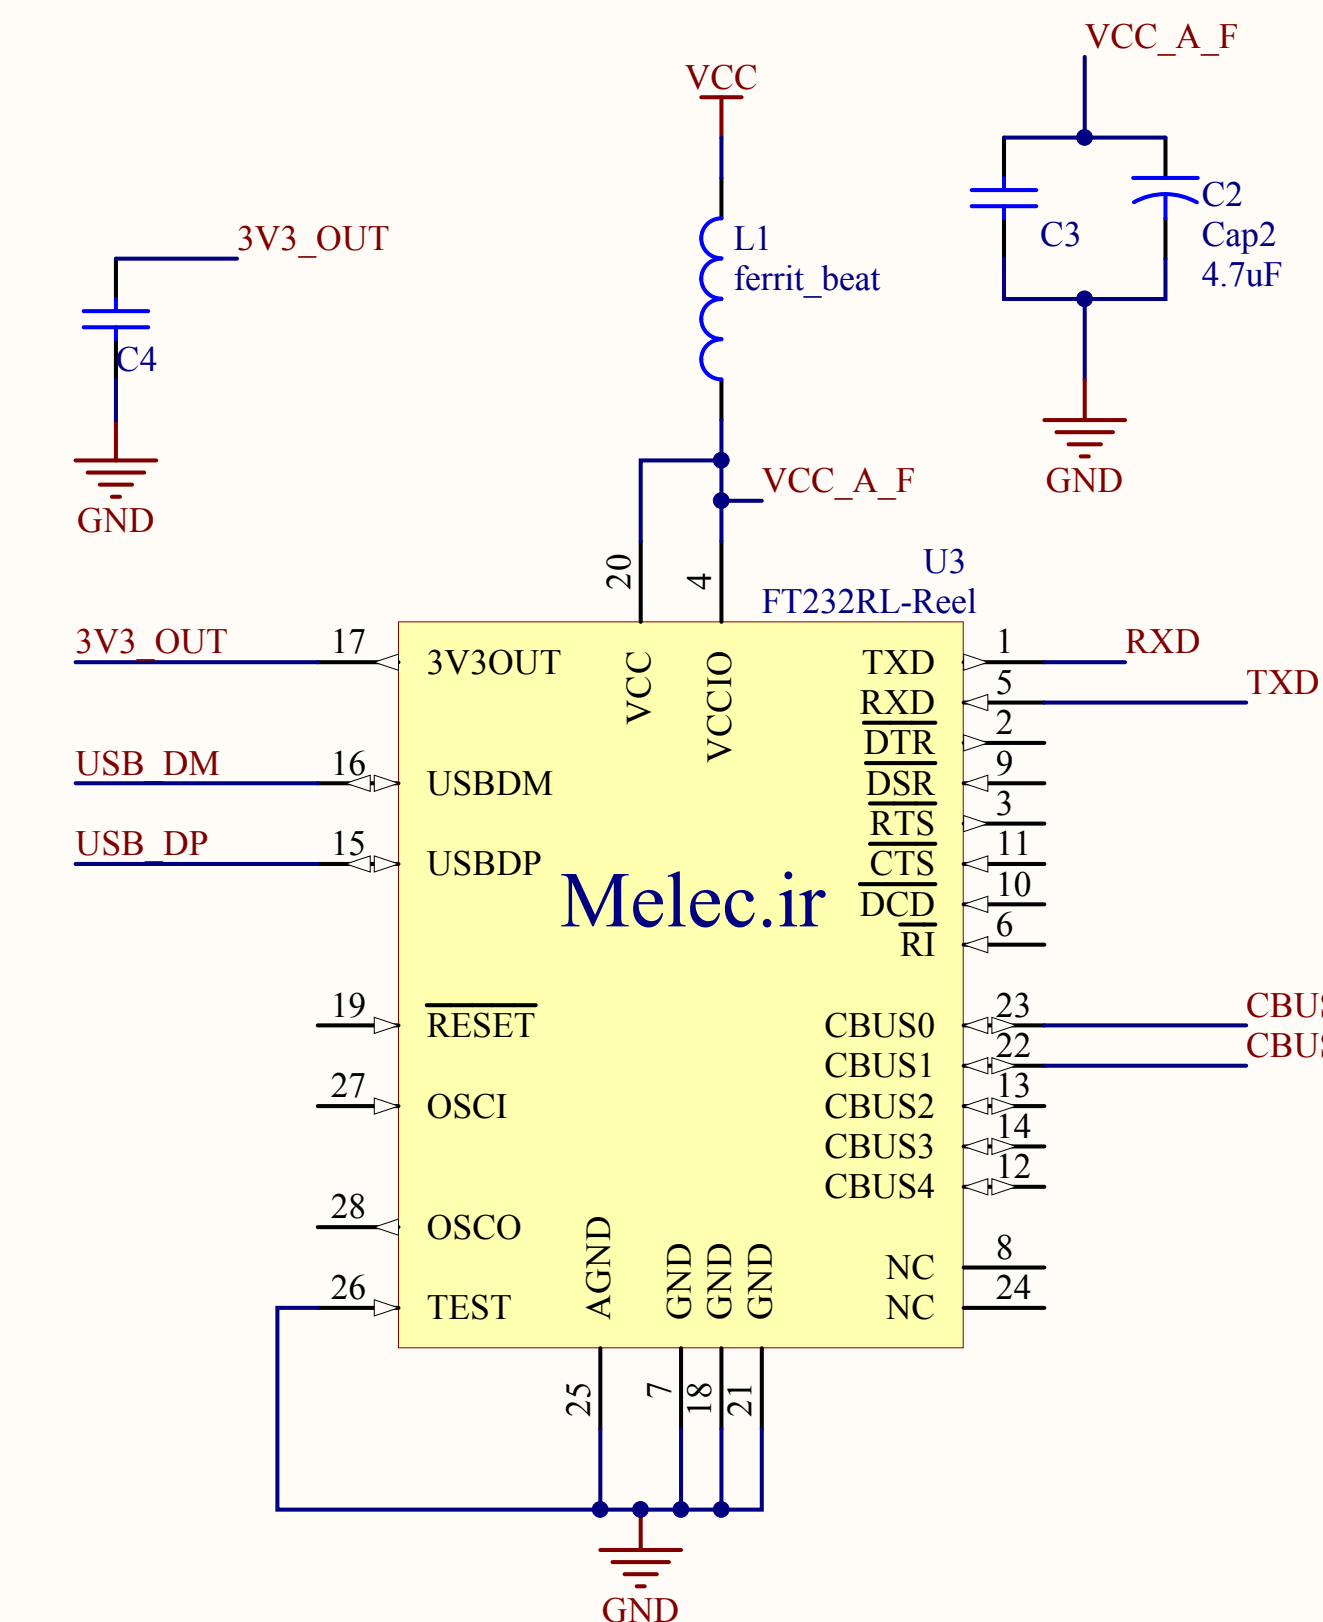 VCC_A_F
VCC
C2
Cap2
4.7uF
C3
L1
ferrit_beat
3V3_OUT
C4
GND
GND
VCC_A_F
20
4
U3
FT232RL-Reel
3V3_OUT
17
3V3OUT
VCC
VCCIO
TXD
1
RXD
RXD
5
TXD
DTR
2
USB_DM
16
USBDM
DSR
9
RTS
3
USB_DP
15
USBDP
CTS
11
Melec.ir
DCD
10
RI
6
19
RESET
CBUS0
23
CBUS
CBUS1
22
CBUS
27
OSCI
CBUS2
13
CBUS3
14
CBUS4
12
28
OSCO
AGND
GND
GND
GND
NC
8
26
TEST
NC
24
25
7
18
21
GND